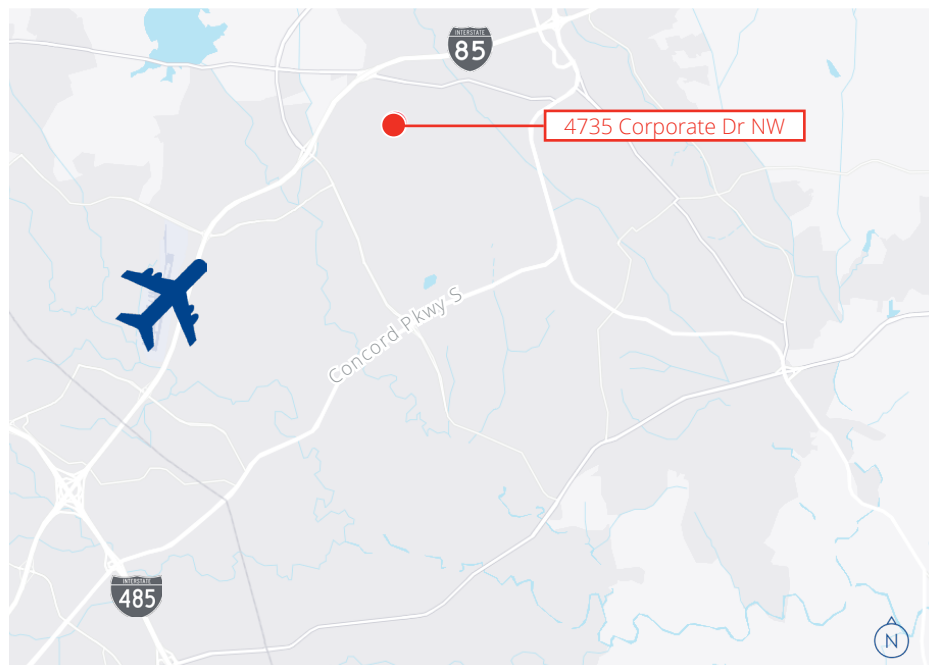 INTERSTATE
85
4735 Corporate Dr NW
Concord Pkwy S
INTERSTATE
485
N